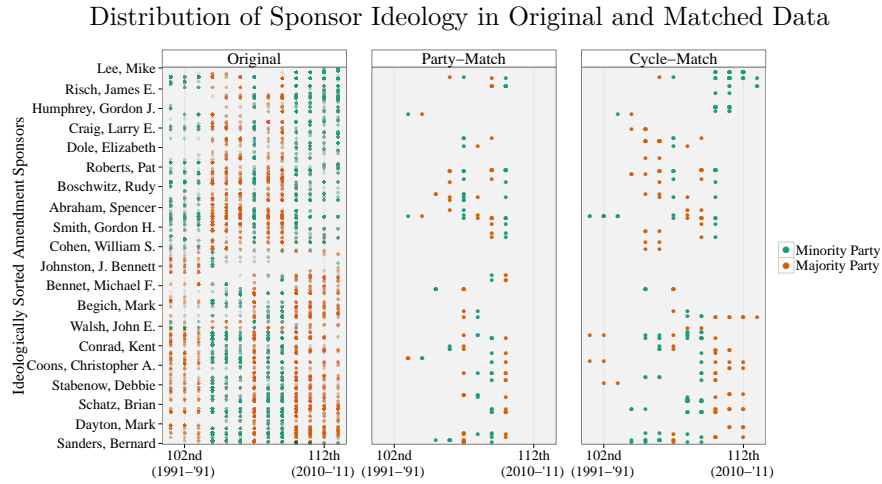 Distribution of Sponsor Ideology in Original and Matched Data
Original
Party−Match
Cycle−Match
Ideologically Sorted Amendment Sponsors
Lee, Mike
Risch, James E.
Humphrey, Gordon J.
Craig, Larry E.
Dole, Elizabeth
Roberts, Pat
Boschwitz, Rudy
Abraham, Spencer
Smith, Gordon H.
Cohen, William S.
Johnston, J. Bennett
Bennet, Michael F.
Begich, Mark
Walsh, John E.
Conrad, Kent
Coons, Christopher A.
Stabenow, Debbie
Schatz, Brian
Dayton, Mark
Sanders, Bernard
Minority Party
Majority Party
102nd
(1991−91)
112th
(2010−'11)
102nd
(1991−91)
112th
(2010−'11)
102nd
(1991−91)
112th
(2010−'11)